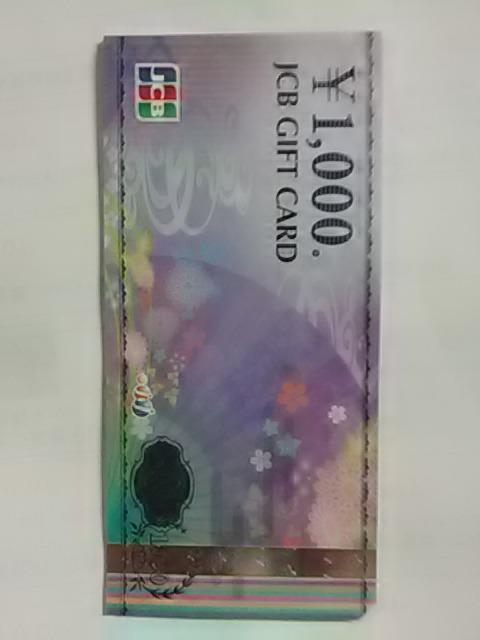 ¥1,000.
JCB GIFT CARD
JCB